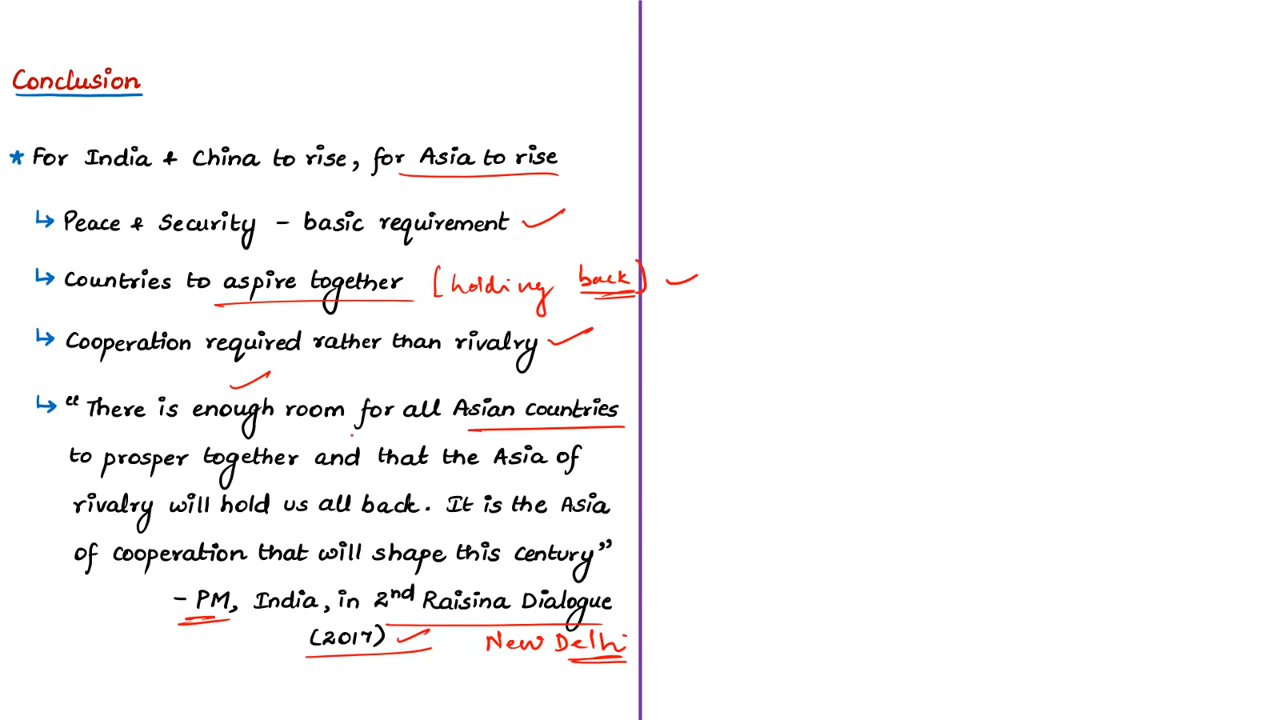 Conclusion
* For India & China to rise, for Asia to rise
↳ Peace & Security - basic requirement ✓
↳ Countries to aspire together [holding back] ✓
↳ Cooperation required rather than rivalry ✓
↳ "There is enough room for all Asian countries
to prosper together and that the Asia of
rivalry will hold us all back. It is the Asia
of cooperation that will shape this century"
- PM, India, in 2nd Raisina Dialogue
(2017) ✓ New Delhi